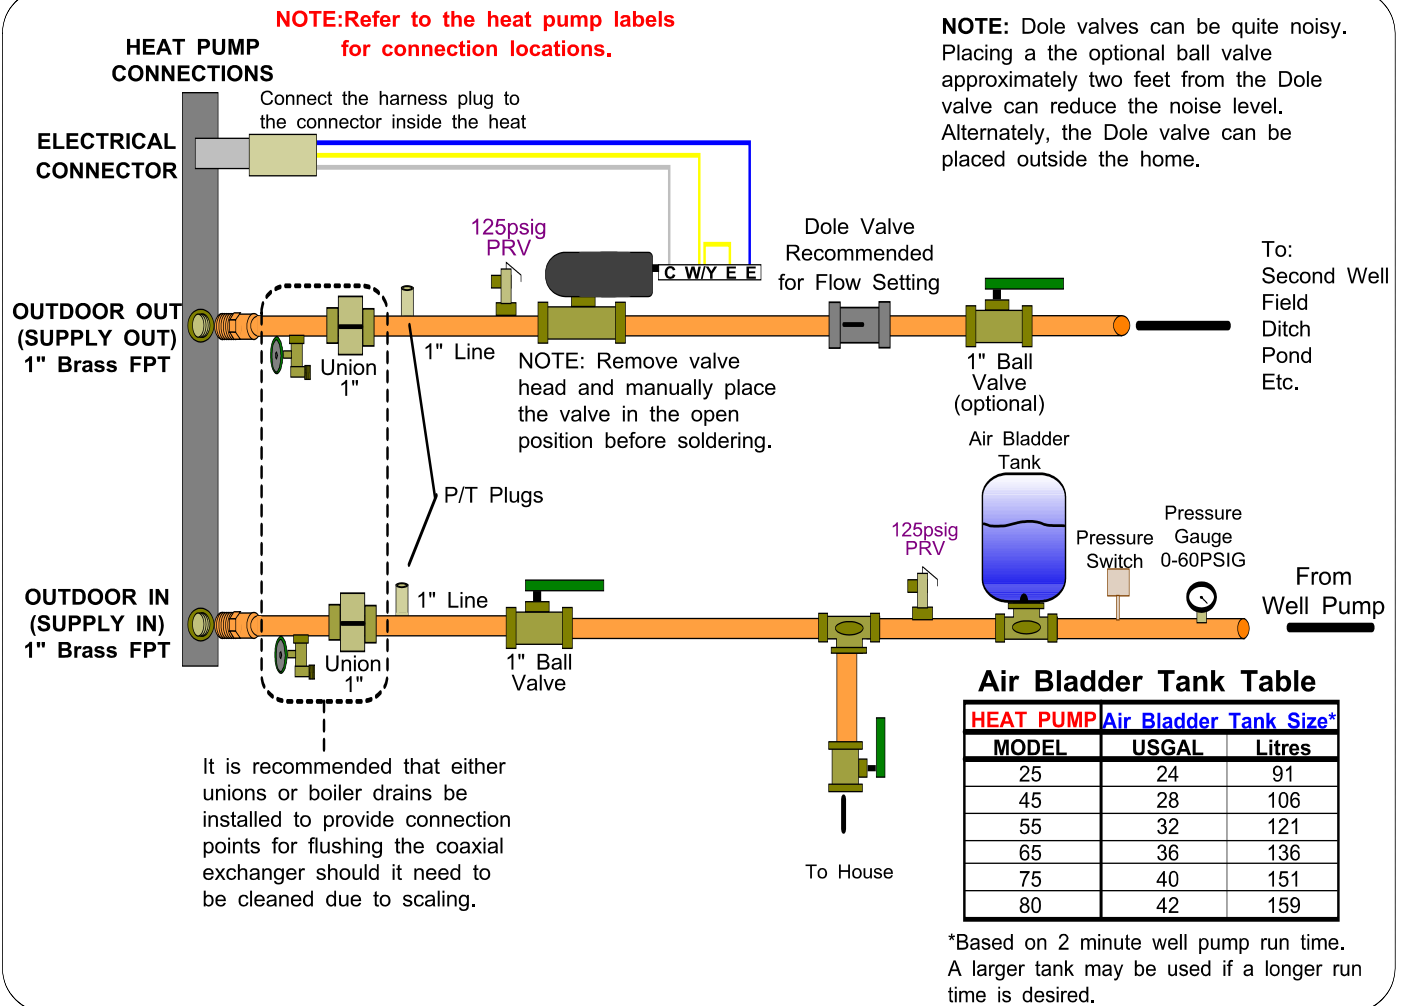 NOTE:Refer to the heat pump labels
for connection locations.
NOTE: Dole valves can be quite noisy.
Placing a the optional ball valve
approximately two feet from the Dole
valve can reduce the noise level.
Alternately, the Dole valve can be
placed outside the home.
HEAT PUMP
CONNECTIONS
Connect the harness plug to
the connector inside the heat
ELECTRICAL
CONNECTOR
125psig
PRV
C W/Y E E
Dole Valve
Recommended
for Flow Setting
To:
Second Well
Field
Ditch
Pond
Etc.
OUTDOOR OUT
(SUPPLY OUT)
1" Brass FPT
Union
1"
1" Line
NOTE: Remove valve
head and manually place
the valve in the open
position before soldering.
1" Ball
Valve
(optional)
Air Bladder
Tank
P/T Plugs
125psig
PRV
Pressure
Switch
Pressure
Gauge
0-60PSIG
From
Well Pump
OUTDOOR IN
(SUPPLY IN)
1" Brass FPT
Union
1"
1" Line
1" Ball
Valve
To House
It is recommended that either
unions or boiler drains be
installed to provide connection
points for flushing the coaxial
exchanger should it need to
be cleaned due to scaling.
Air Bladder Tank Table
HEAT PUMP Air Bladder Tank Size*
MODEL USGAL Litres
25 24 91
45 28 106
55 32 121
65 36 136
75 40 151
80 42 159
*Based on 2 minute well pump run time.
A larger tank may be used if a longer run
time is desired.